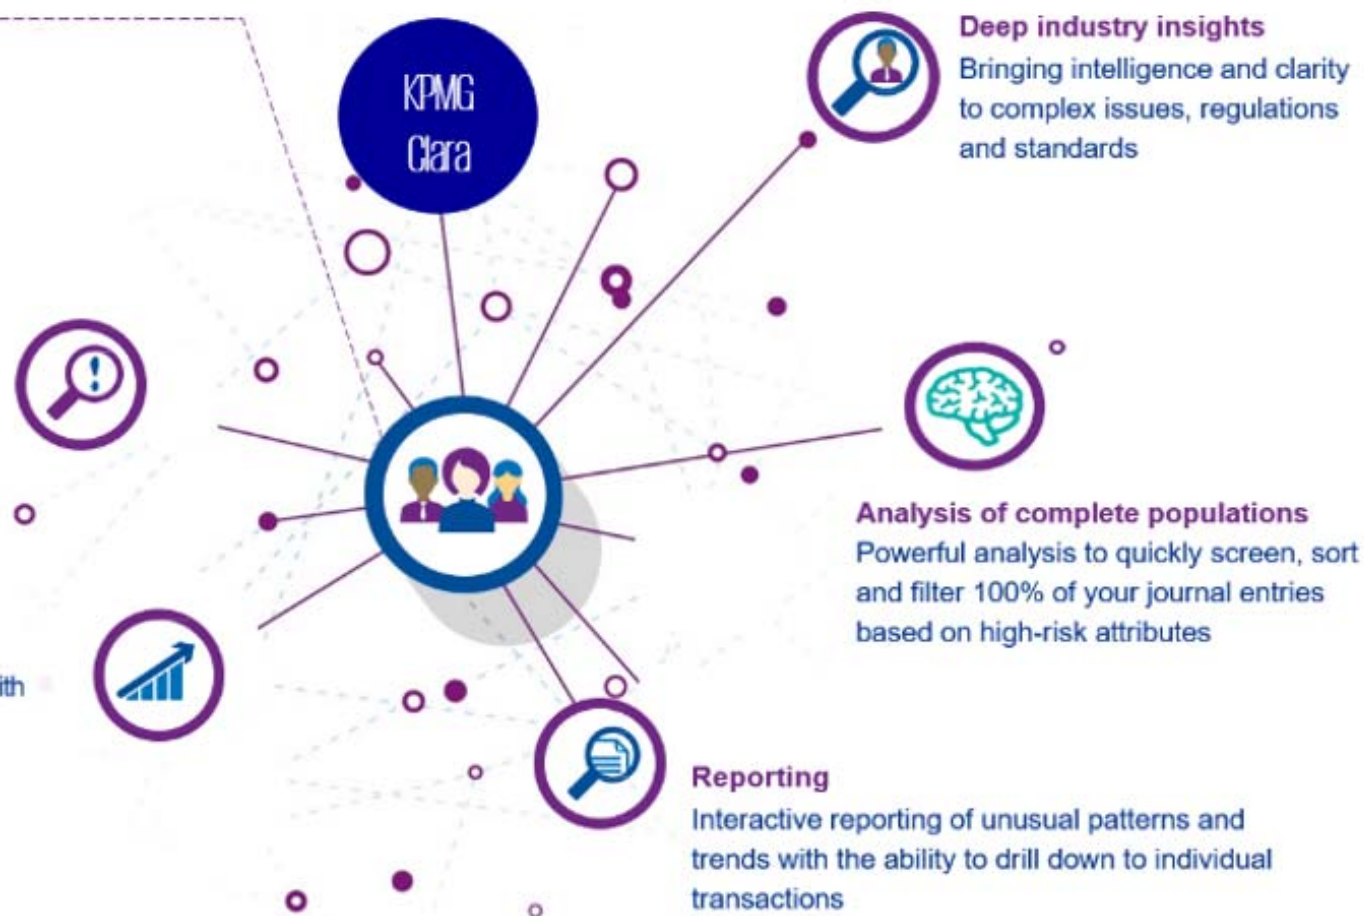 KPMG
Clara
Deep industry insights
Bringing intelligence and clarity
to complex issues, regulations
and standards
Analysis of complete populations
Powerful analysis to quickly screen, sort
and filter 100% of your journal entries
based on high-risk attributes
ith
Reporting
Interactive reporting of unusual patterns and
trends with the ability to drill down to individual
transactions